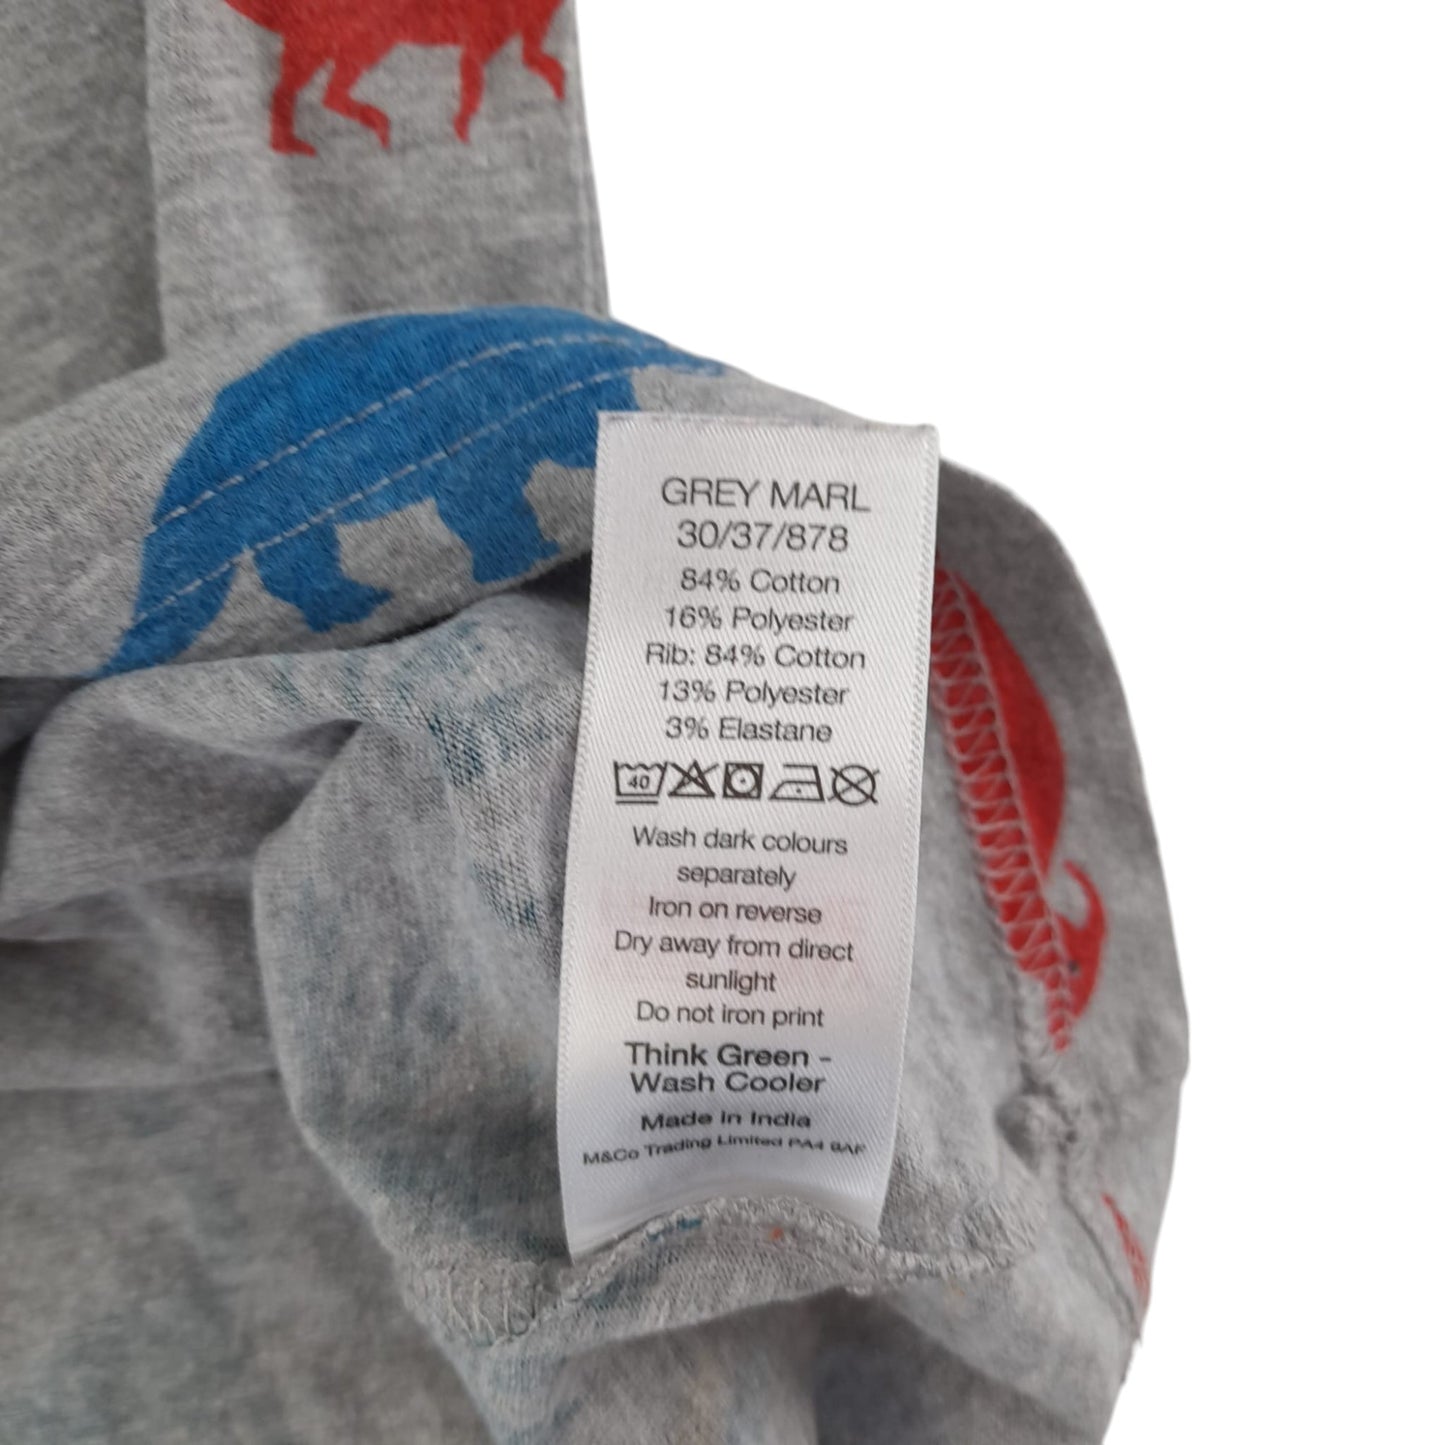 GREY MARL
30/37/878
84% Cotton
16% Polyester
Rib: 84% Cotton
13% Polyester
3% Elastane
40
Wash dark colours
separately
Iron on reverse
Dry away from direct
sunlight
Do not iron print
Think Green -
Wash Cooler
Made in India
M&Co Trading Limited PA4 9AF